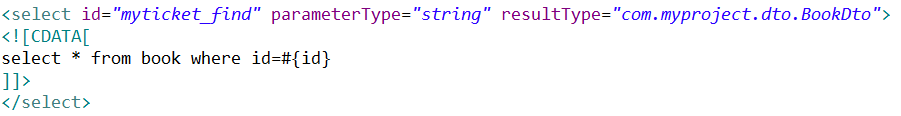 <select id="myticket_find" parameterType="string" resultType="com.myproject.dto.BookDto">
<![CDATA[
select * from book where id=#{id}
]]>
</select>